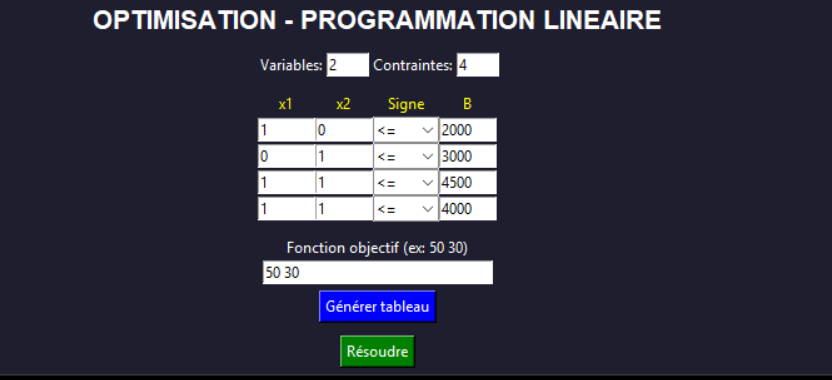 OPTIMISATION - PROGRAMMATION LINEAIRE
Variables: 2 Contraintes: 4
x1 x2 Signe B
1 0 <= 2000
0 1 <= 3000
1 1 <= 4500
1 1 <= 4000
Fonction objectif (ex: 50 30)
50 30
Générer tableau
Résoudre